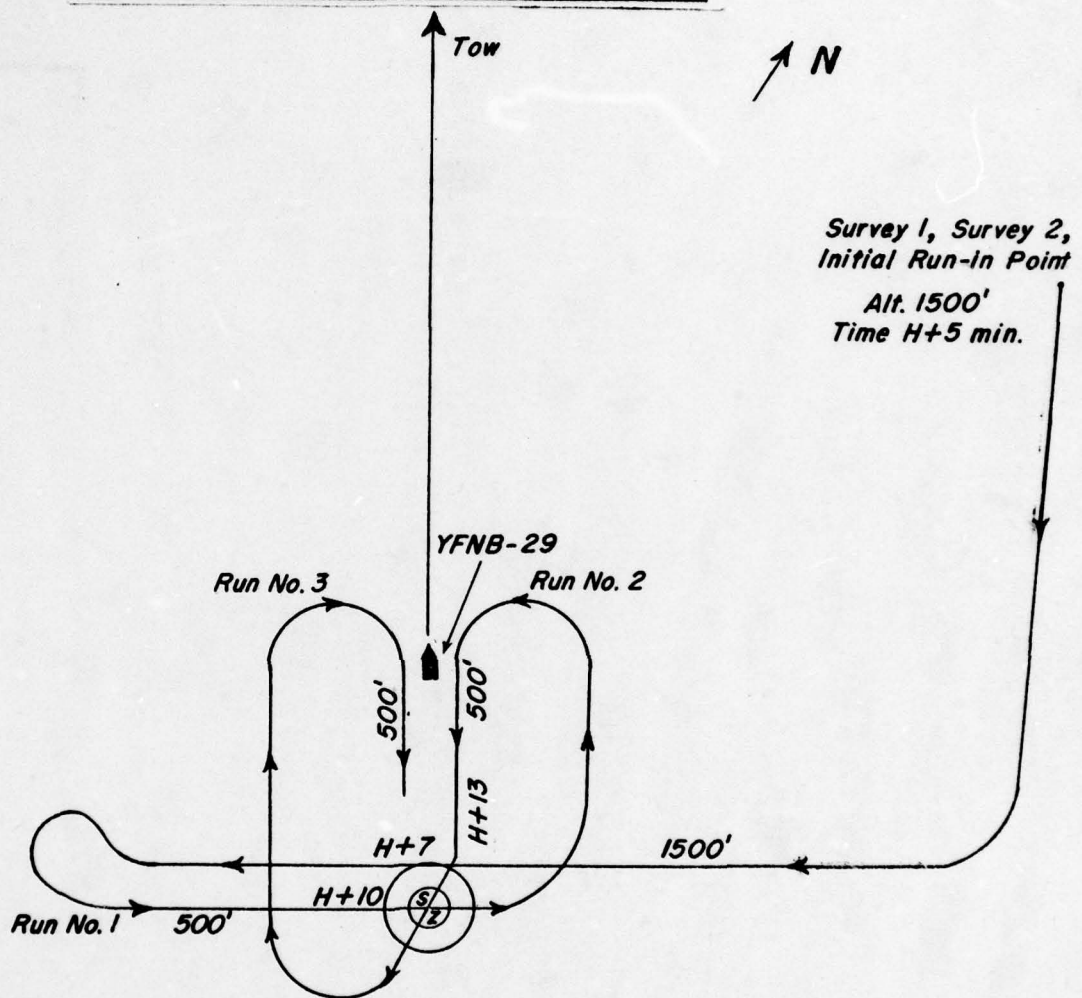 Tow
N
Survey 1, Survey 2,
Initial Run-in Point
Alt. 1500'
Time H+5 min.
YFNB-29
Run No. 3
Run No. 2
500'
500'
H+13
H+7
1500'
H+10
S
Z
Run No. 1
500'